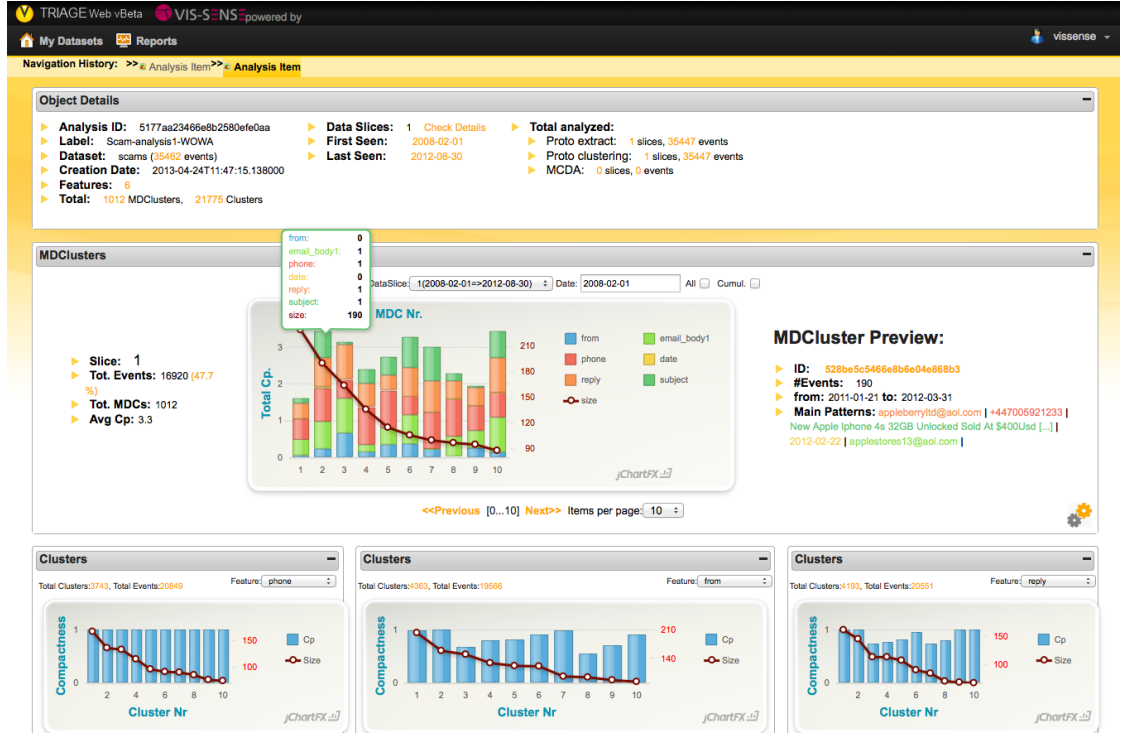 TRIAGE Web vBeta VIS-SENSE powered by
My Datasets Reports vissense
Navigation History: >> Analysis Item >> Analysis Item
Object Details
Analysis ID: 5177aa23466e8b2580efe0aa Data Slices: 1 Check Details Total analyzed:
Label: Scam-analysis1-WOWA First Seen: 2008-02-01 Proto extract: 1 slices, 35447 events
Dataset: scams (35462 events) Last Seen: 2012-08-30 Proto clustering: 1 slices, 35447 events
Creation Date: 2013-04-24T11:47:15.138000 MCDA: 0 slices, 0 events
Features: 6
Total: 1012 MDClusters, 21775 Clusters
MDClusters
from: 0
email_body1: 1
phone: 1
date: 0
reply: 1
subject: 1
size: 190
DataSlice: 1(2008-02-01=>2012-08-30) Date: 2008-02-01 All Cumul.
MDC Nr.
Slice: 1
Tot. Events: 16920 (47.7
%)
Tot. MDCs: 1012
Avg Cp: 3.3
Total Cp.
3
2
1
0
1 2 3 4 5 6 7 8 9 10
210
180
150
120
90
from email_body1
phone date
reply subject
size
jChartFX
MDCluster Preview:
ID: 528be5c5466e8b6e04e868b3
#Events: 190
from: 2011-01-21 to: 2012-03-31
Main Patterns: appleberryltd@aol.com | +447005921233 |
New Apple Iphone 4s 32GB Unlocked Sold At $400Usd [...] |
2012-02-22 | applestores13@aol.com |
<<Previous [0...10] Next>> Items per page: 10
Clusters
Total Clusters:3743, Total Events:20849 Feature: phone
Compactness
1
0
150
100
2 4 6 8 10
Cluster Nr
Cp
Size
jChartFX
Clusters
Total Clusters:4363, Total Events:19566 Feature: from
Compactness
1
0
210
140
1 2 3 4 5 6 7 8 9 10
Cluster Nr
Cp
Size
jChartFX
Clusters
Total Clusters:4193, Total Events:20551 Feature: reply
Compactness
1
0
150
100
2 4 6 8 10
Cluster Nr
Cp
Size
jChartFX